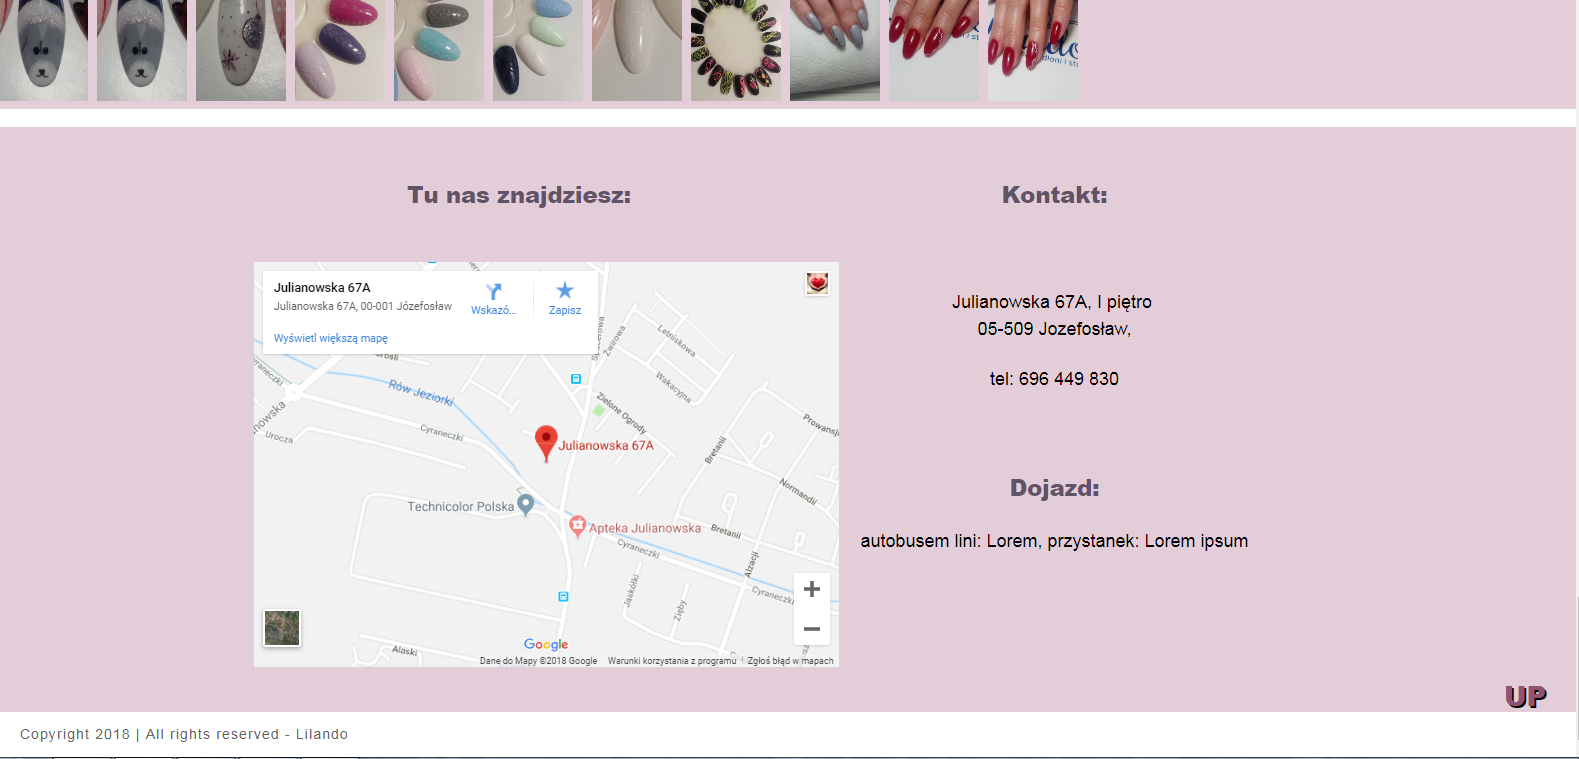 Tu nas znajdziesz:
Julianowska 67A
Julianowska 67A, 00-001 Józefosław
Wskazó...
Zapisz
Wyświetl większą mapę
Cyraneczki
Rów Jeziorki
Urocza
Cyraneczki
Żwirowa
Letniskowa
Wakacyjna
Zielone Ogrody
Bretanii
Normandii
Julianowska 67A
Technicolor Polska
Apteka Julianowska
Bretanii
Cyraneczki
Alzacji
Cyraneczki
Jaskółki
Zięby
Alaski
Google
Dane do Mapy ©2018 Google
Warunki korzystania z programu
Zgłoś błąd w mapach
Kontakt:
Julianowska 67A, I piętro
05-509 Jozefosław,
tel: 696 449 830
Dojazd:
autobusem lini: Lorem, przystanek: Lorem ipsum
UP
Copyright 2018 | All rights reserved - Lilando